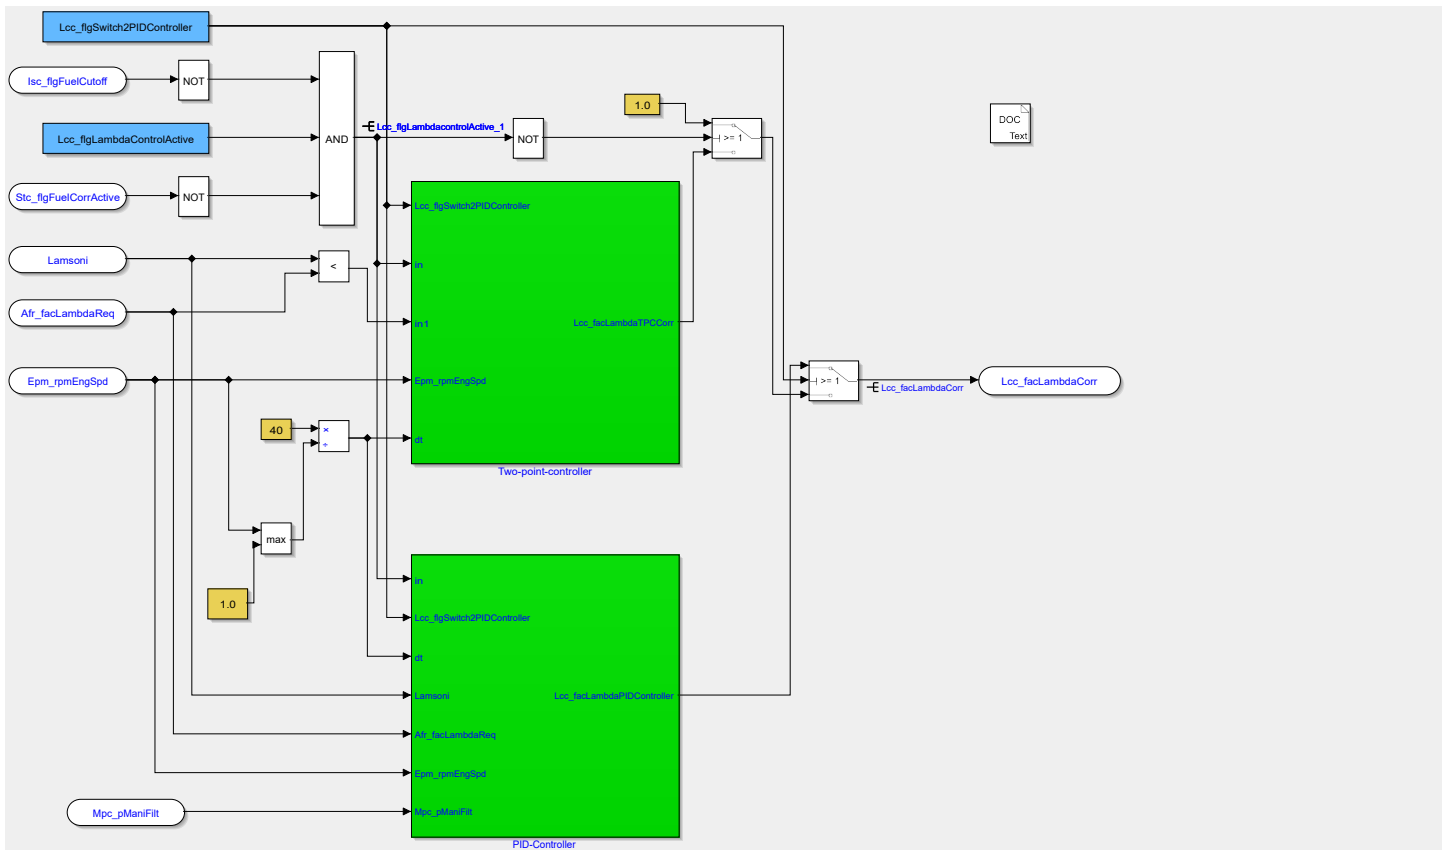 Lcc_flgSwitch2PIDController
Isc_flgFuelCutoff
NOT
Lcc_flgLambdaControlActive
Stc_flgFuelCorrActive
NOT
AND
Lcc_flgLambdacontrolActive_1
NOT
1.0
>= 1
DOC
Text
Lamsoni
<
Afr_facLambdaReq
Epm_rpmEngSpd
40
×
÷
max
1.0
Lcc_flgSwitch2PIDController
in
in1
Lcc_facLambdaTPCCorr
Epm_rpmEngSpd
dt
Two-point-controller
>= 1
Lcc_facLambdaCorr
Lcc_facLambdaCorr
in
Lcc_flgSwitch2PIDController
dt
Lamsoni
Lcc_facLambdaPIDController
Afr_facLambdaReq
Epm_rpmEngSpd
Mpc_pManiFilt
Mpc_pManiFilt
PID-Controller